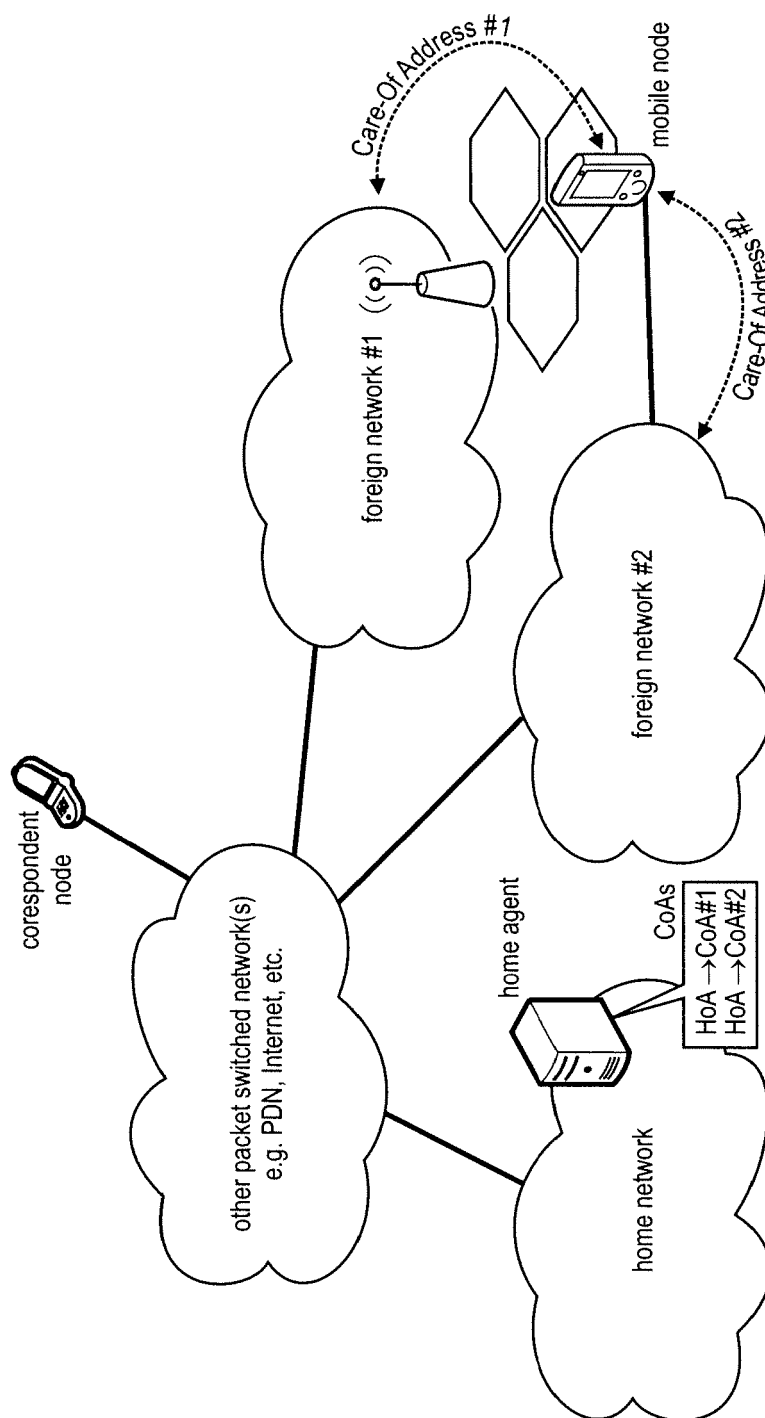 corespondent
node
other packet switched network(s)
e.g. PDN, Internet, etc.
foreign network #1
Care-Of Address #1
mobile node
Care-Of Address #2
foreign network #2
home agent
CoAs
HoA →CoA#1
HoA →CoA#2
home network